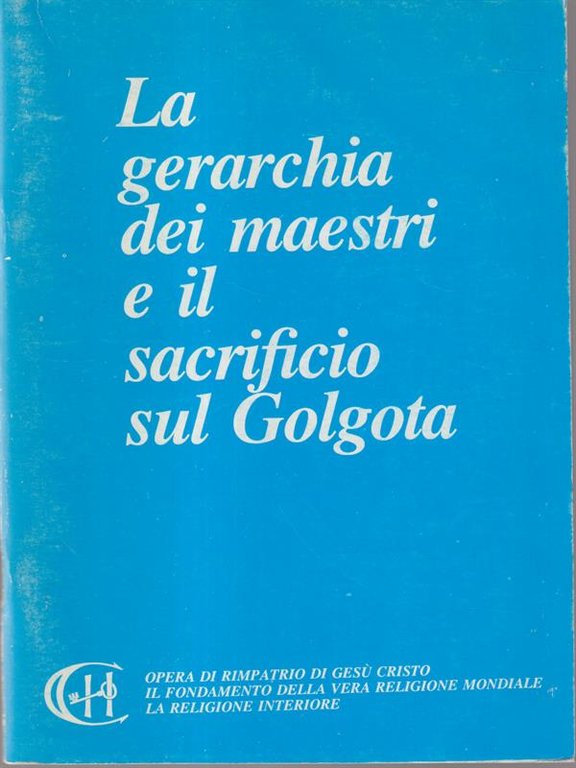 La
gerarchia
dei maestri
e il
sacrificio
sul Golgota
OPERA DI RIMPATRIO DI GESÙ CRISTO
IL FONDAMENTO DELLA VERA RELIGIONE MONDIALE
LA RELIGIONE INTERIORE